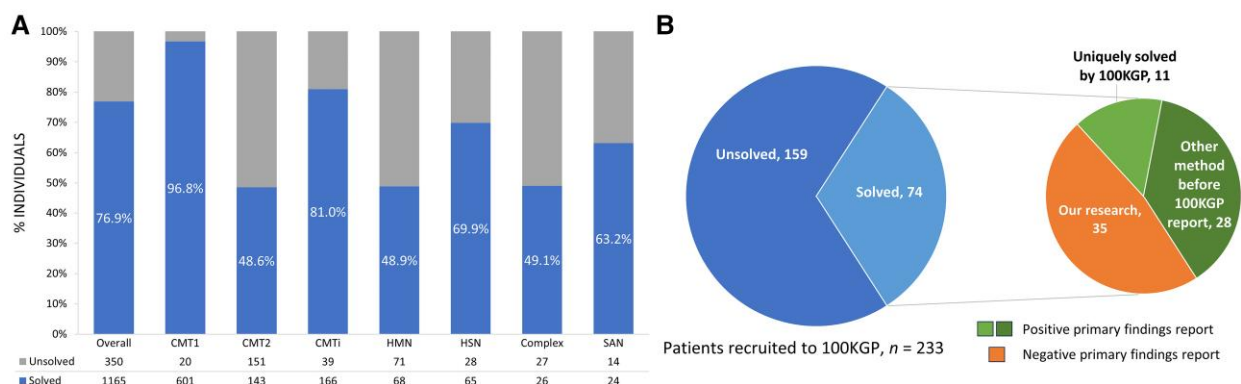 A
% INDIVIDUALS
100%
90%
80%
70%
60%
50%
40%
30%
20%
10%
0%
76.9%
96.8%
48.6%
81.0%
48.9%
69.9%
49.1%
63.2%
Overall CMT1 CMT2 CMTi HMN HSN Complex SAN
Unsolved 350 20 151 39 71 28 27 14
Solved 1165 601 143 166 68 65 26 24
B
Unsolved, 159
Solved, 74
Patients recruited to 100KGP, n = 233
Uniquely solved
by 100KGP, 11
Other
method
before
100KGP
report, 28
Our research,
35
Positive primary findings report
Negative primary findings report